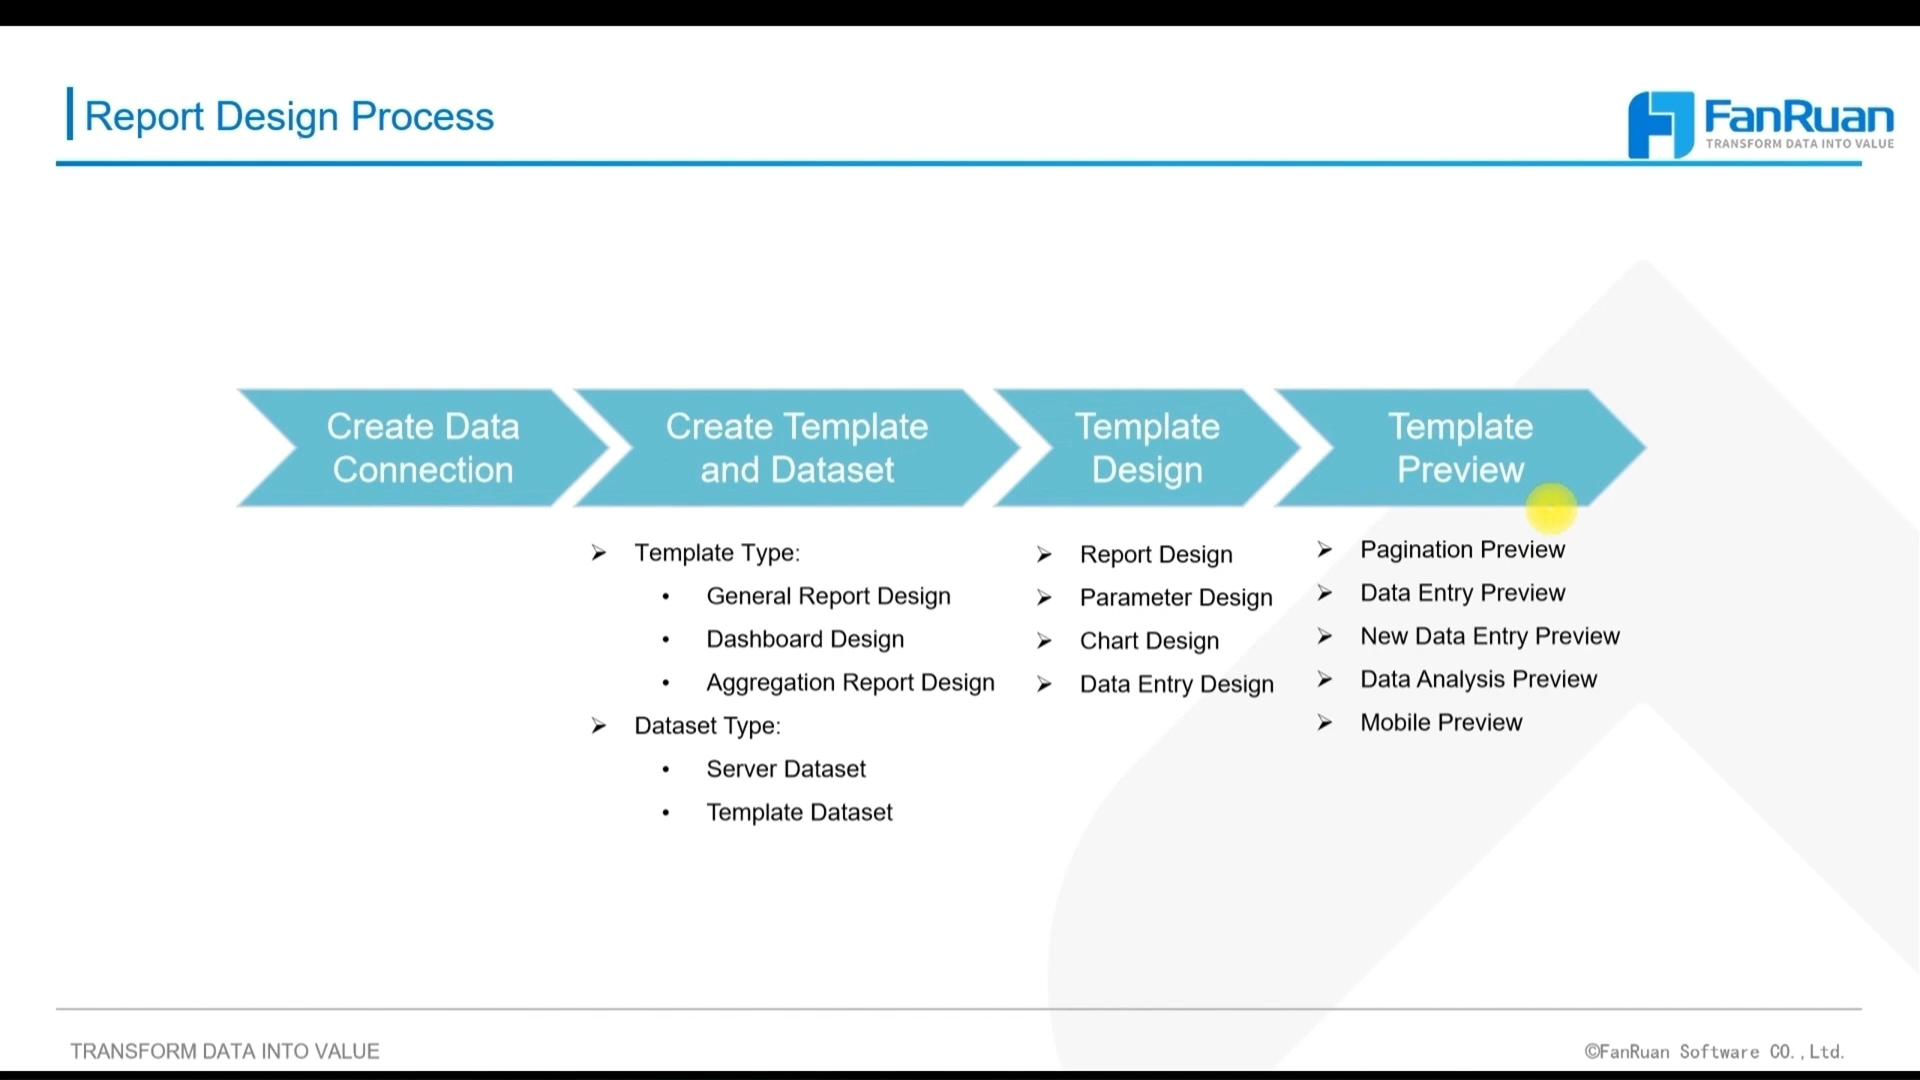 Report Design Process
FanRuan
TRANSFORM DATA INTO VALUE
Create Data
Connection
Create Template
and Dataset
Template
Design
Template
Preview
➢ Template Type:
• General Report Design
• Dashboard Design
• Aggregation Report Design
➢ Dataset Type:
• Server Dataset
• Template Dataset
➢ Report Design
➢ Parameter Design
➢ Chart Design
➢ Data Entry Design
➢ Pagination Preview
➢ Data Entry Preview
➢ New Data Entry Preview
➢ Data Analysis Preview
➢ Mobile Preview
TRANSFORM DATA INTO VALUE
©FanRuan Software CO.,Ltd.